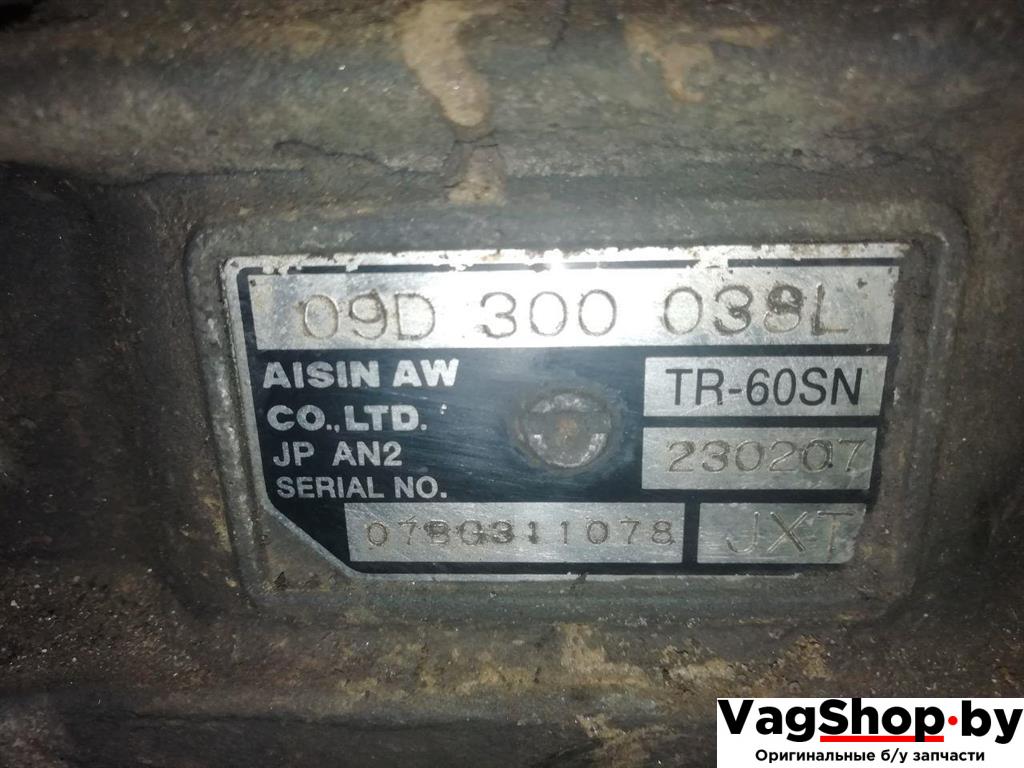 09D 300 038L
AISIN AW
CO.,LTD.
TR-60SN
JP AN2
230207
SERIAL NO.
07BG311078
JXT
VagShop.by
Оригинальные б/у запчасти